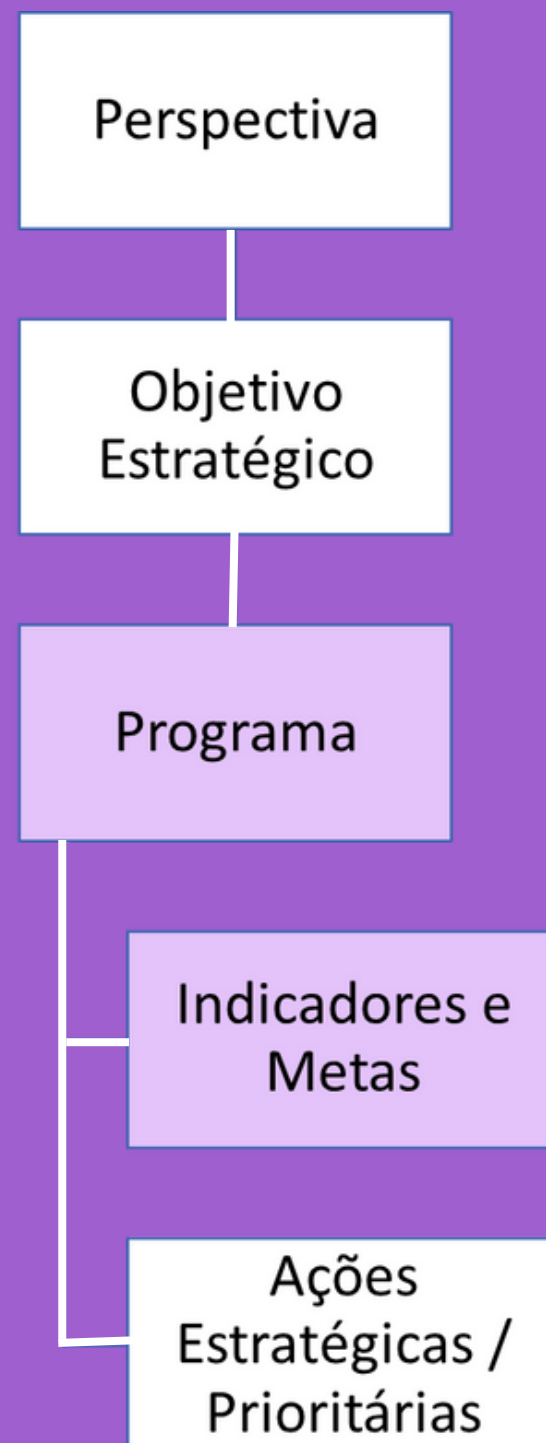 Perspectiva
Objetivo
Estratégico
Programa
Indicadores e
Metas
Ações
Estratégicas /
Prioritárias